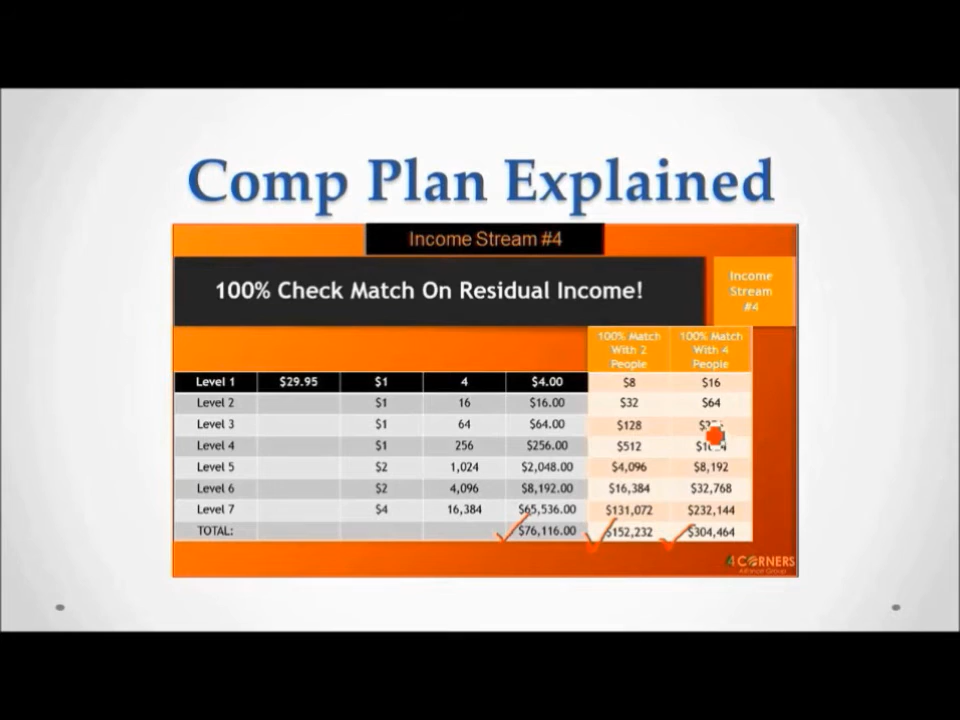 Comp Plan Explained
Income Stream #4
100% Check Match On Residual Income!
Income
Stream
#4
100% Match With 2 People
100% Match With 4 People
Level 1 $29.95 $1 4 $4.00 $8 $16
Level 2 $1 16 $16.00 $32 $64
Level 3 $1 64 $64.00 $128
Level 4 $1 256 $256.00 $512
Level 5 $2 1,024 $2,048.00 $4,096 $8,192
Level 6 $2 4,096 $8,192.00 $16,384 $32,768
Level 7 $4 16,384 $65,536.00 $131,072 $232,144
TOTAL: $76,116.00 $152,232 $304,464
4 CORNERS
Alliance Group